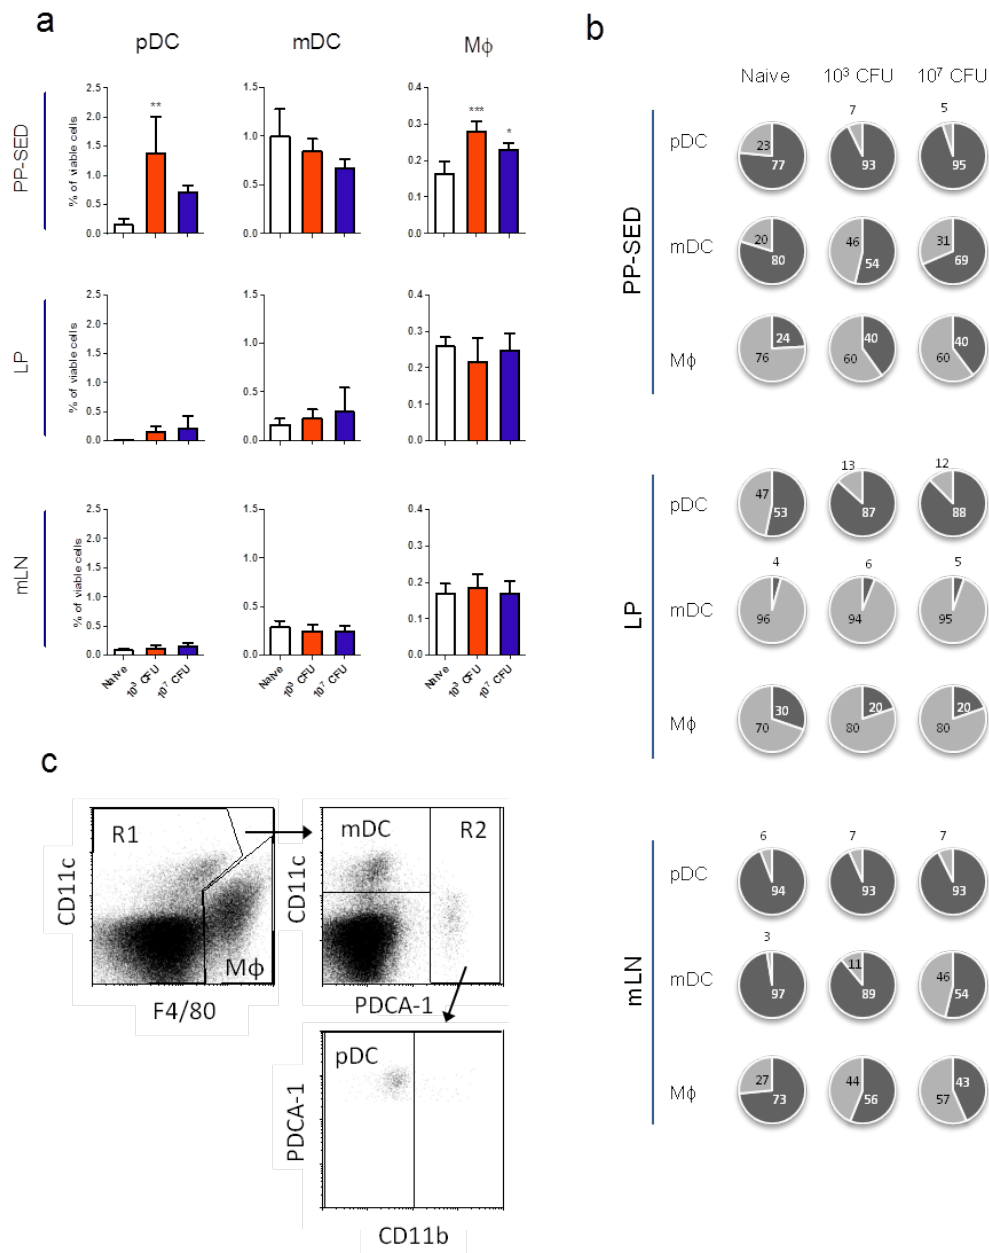 a
pDC
mDC
Mϕ
PP-SED
% of viable cells
2.5
2.0
1.5
1.0
0.5
0.0
**
1.5
1.0
0.5
0.0
0.4
0.3
0.2
0.1
0.0
***
*
LP
% of viable cells
2.5
2.0
1.5
1.0
0.5
0.0
1.5
1.0
0.5
0.0
0.4
0.3
0.2
0.1
0.0
mLN
% of viable cells
2.5
2.0
1.5
1.0
0.5
0.0
1.5
1.0
0.5
0.0
0.4
0.3
0.2
0.1
0.0
Naive
10³ CFU
10⁷ CFU
Naive
10³ CFU
10⁷ CFU
Naive
10³ CFU
10⁷ CFU
b
Naive 10³ CFU 10⁷ CFU
PP-SED
pDC
23 77
7 93
5 95
mDC
20 80
46 54
31 69
Mϕ
76 24
60 40
60 40
LP
pDC
47 53
13 87
12 88
mDC
4 96
6 94
5 95
Mϕ
70 30
80 20
80 20
mLN
pDC
6 94
7 93
7 93
mDC
3 97
11 89
46 54
Mϕ
27 73
44 56
57 43
c
CD11c
R1
Mϕ
F4/80
CD11c
mDC
R2
PDCA-1
PDCA-1
pDC
CD11b